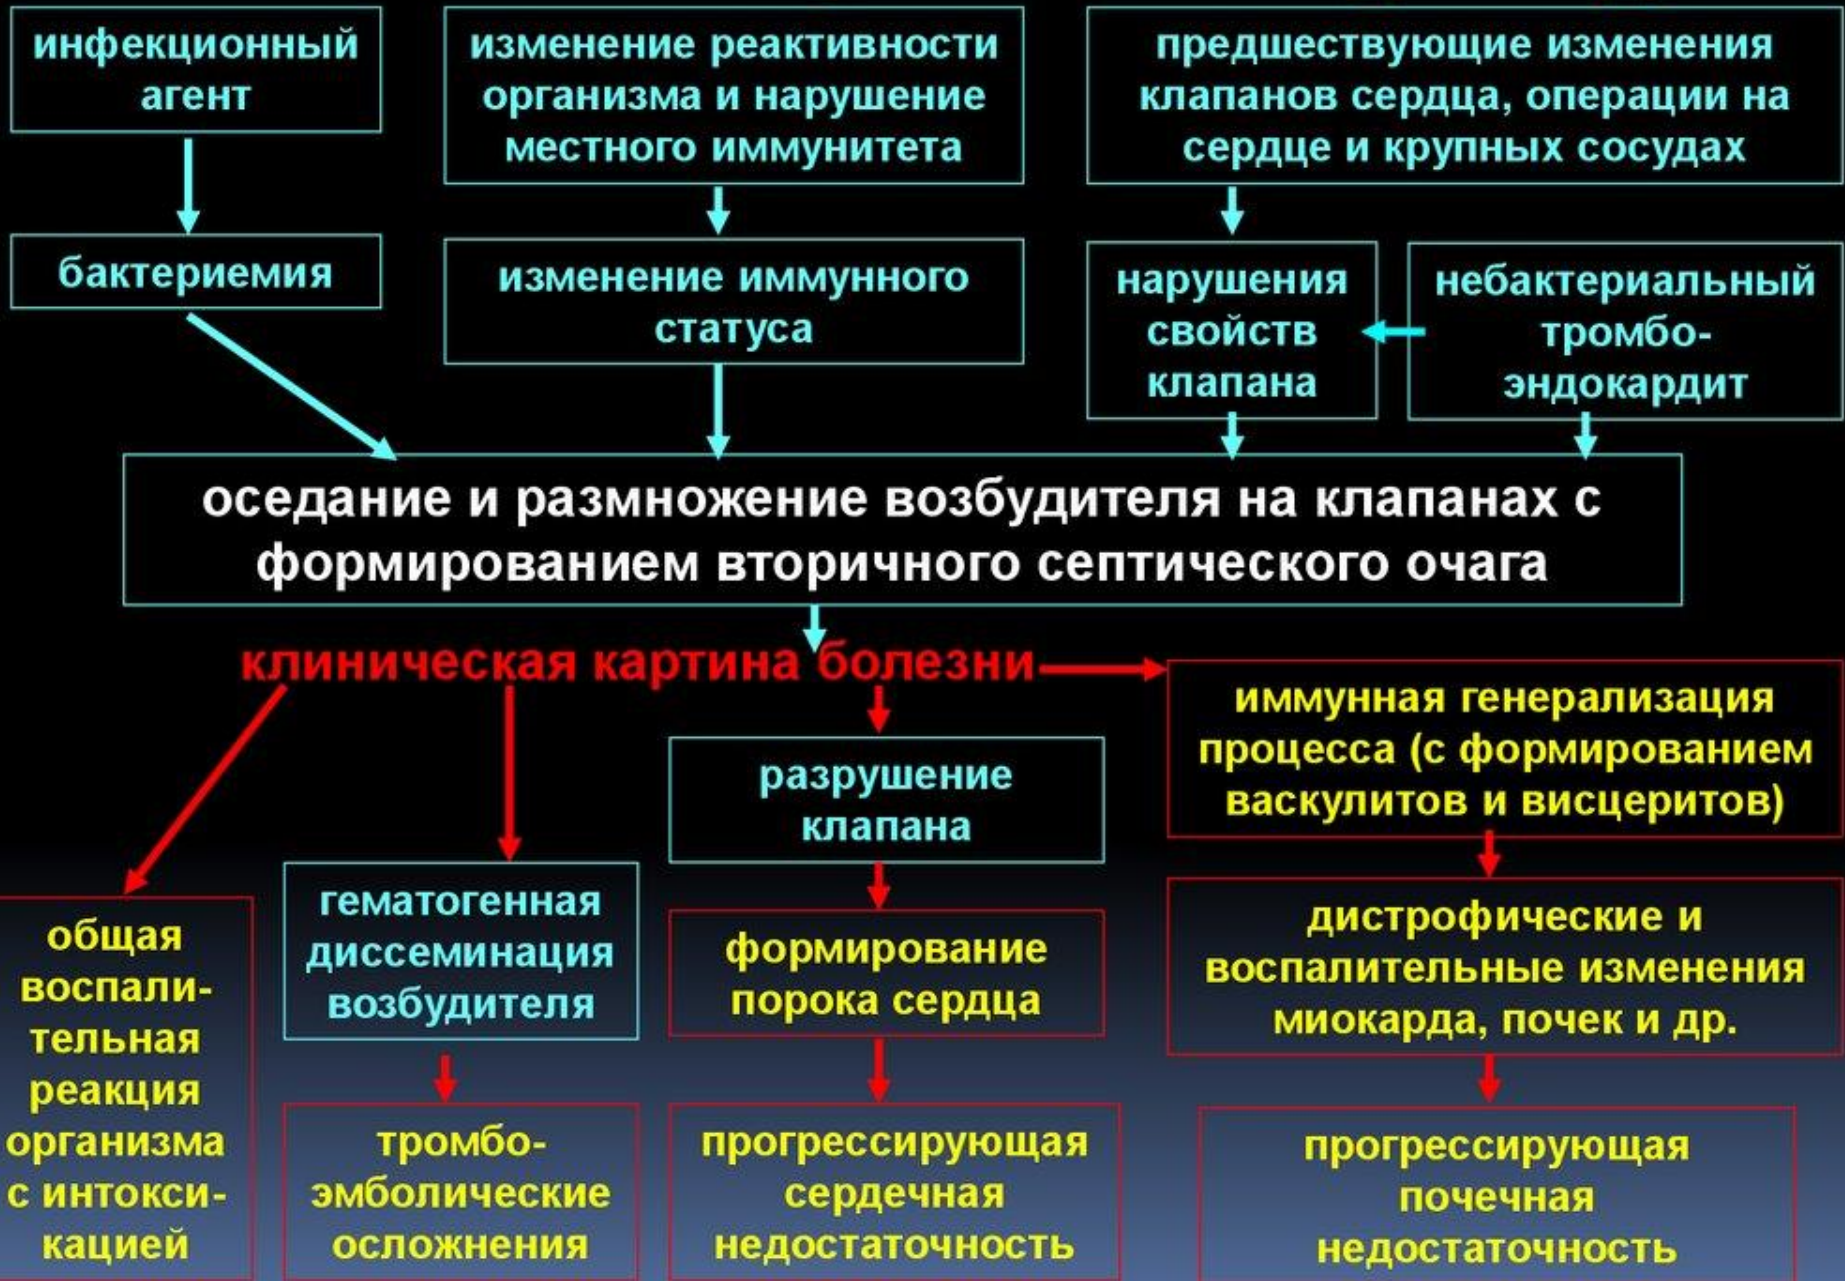 инфекционный
агент
изменение реактивности
организма и нарушение
местного иммунитета
предшествующие изменения
клапанов сердца, операции на
сердце и крупных сосудах
бактериемия
изменение иммунного
статуса
нарушения
свойств
клапана
небактериальный
тромбо-
эндокардит
оседание и размножение возбудителя на клапанах с
формированием вторичного септического очага
клиническая картина болезни
иммунная генерализация
процесса (с формированием
васкулитов и висцеритов)
разрушение
клапана
общая
воспали-
тельная
реакция
организма
с интокси-
кацией
гематогенная
диссеминация
возбудителя
формирование
порока сердца
дистрофические и
воспалительные изменения
миокарда, почек и др.
тромбо-
эмболические
осложнения
прогрессирующая
сердечная
недостаточность
прогрессирующая
почечная
недостаточность